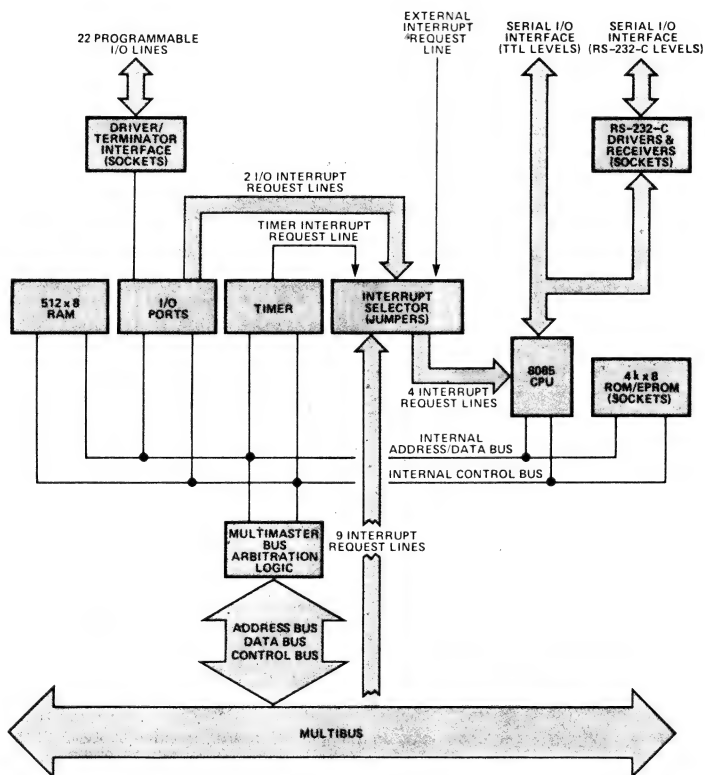 22 PROGRAMMABLE
I/O LINES
EXTERNAL
INTERRUPT
REQUEST
LINE
SERIAL I/O
INTERFACE
(TTL LEVELS)
SERIAL I/O
INTERFACE
(RS-232-C LEVELS)
DRIVER/
TERMINATOR
INTERFACE
(SOCKETS)
RS-232-C
DRIVERS &
RECEIVERS
(SOCKETS)
2 I/O INTERRUPT
REQUEST LINES
TIMER INTERRUPT
REQUEST LINE
512 x 8
RAM
I/O
PORTS
TIMER
INTERRUPT
SELECTOR
(JUMPERS)
8085
CPU
4k x 8
ROM/EPROM
(SOCKETS)
4 INTERRUPT
REQUEST LINES
INTERNAL
ADDRESS/DATA BUS
INTERNAL CONTROL BUS
MULTIMASTER
BUS
ARBITRATION
LOGIC
9 INTERRUPT
REQUEST LINES
ADDRESS BUS
DATA BUS
CONTROL BUS
MULTIBUS